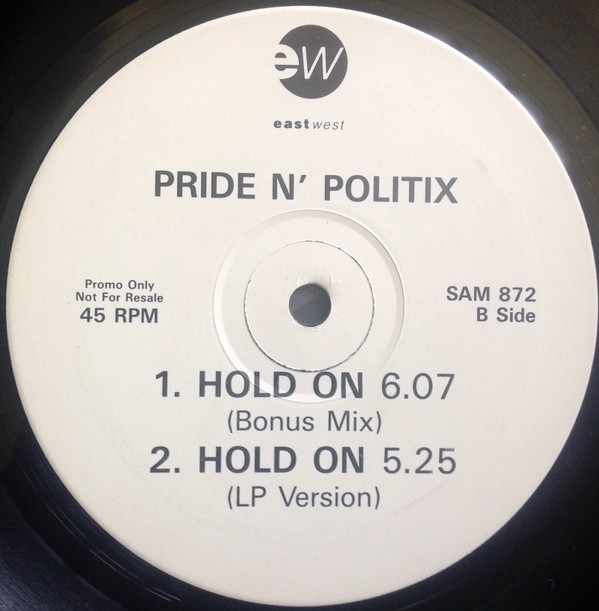 ew
eastwest
PRIDE N' POLITIX
Promo Only
Not For Resale
45 RPM
SAM 872
B Side
1. HOLD ON 6.07
(Bonus Mix)
2. HOLD ON 5.25
(LP Version)